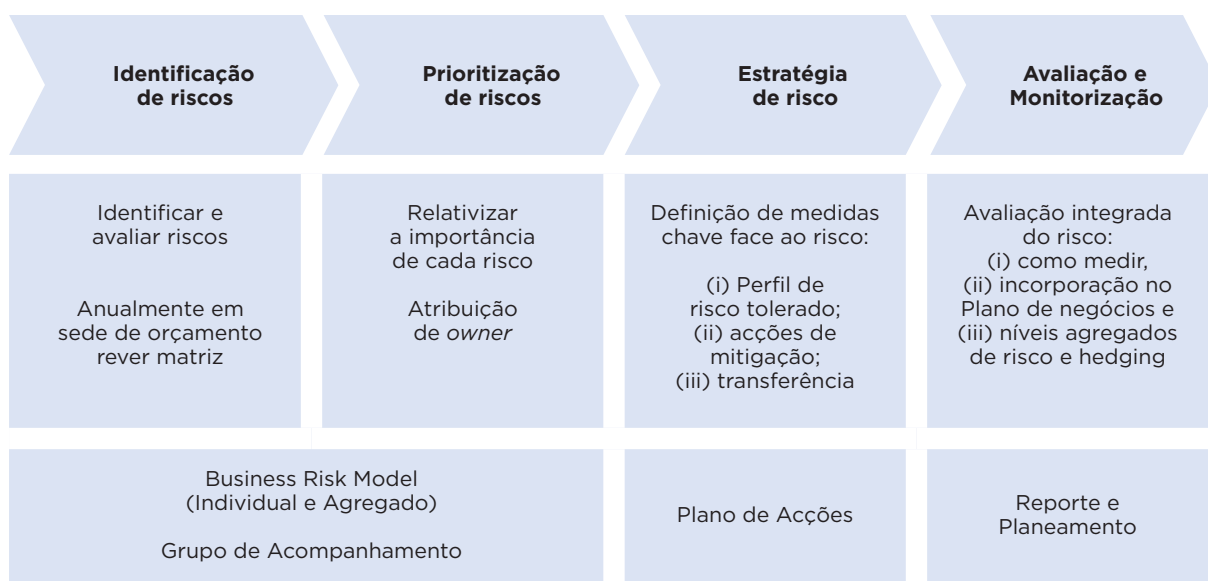 Identificação
de riscos
Prioritização
de riscos
Estratégia
de risco
Avaliação e
Monitorização
Identificar e
avaliar riscos
Anualmente em
sede de orçamento
rever matriz
Relativizar
a importância
de cada risco
Atribuição
de owner
Definição de medidas
chave face ao risco:
(i) Perfil de
risco tolerado;
(ii) acções de
mitigação;
(iii) transferência
Avaliação integrada
do risco:
(i) como medir,
(ii) incorporação no
Plano de negócios e
(iii) níveis agregados
de risco e hedging
Business Risk Model
(Individual e Agregado)
Grupo de Acompanhamento
Plano de Acções
Reporte e
Planeamento